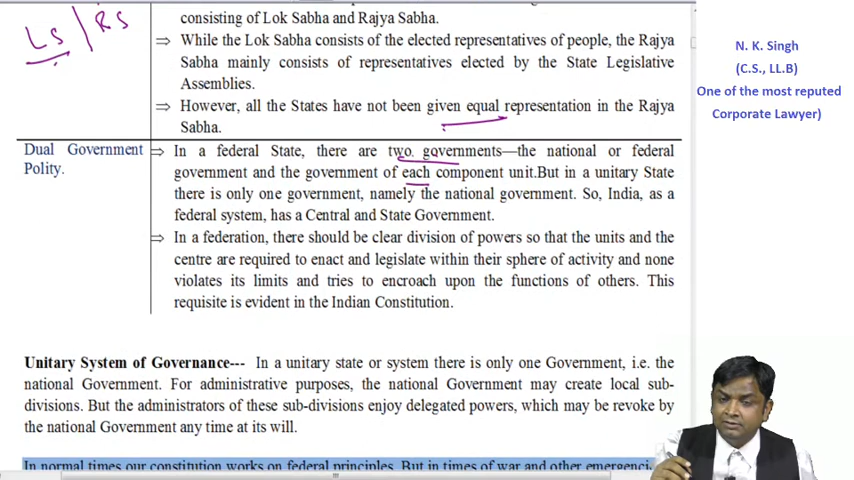 LS / RS
consisting of Lok Sabha and Rajya Sabha.
⇒ While the Lok Sabha consists of the elected representatives of people, the Rajya
Sabha mainly consists of representatives elected by the State Legislative
Assemblies.
⇒ However, all the States have not been given equal representation in the Rajya
Sabha.
Dual Government
Polity.
⇒ In a federal State, there are two governments—the national or federal
government and the government of each component unit.But in a unitary State
there is only one government, namely the national government. So, India, as a
federal system, has a Central and State Government.
⇒ In a federation, there should be clear division of powers so that the units and the
centre are required to enact and legislate within their sphere of activity and none
violates its limits and tries to encroach upon the functions of others. This
requisite is evident in the Indian Constitution.
Unitary System of Governance--- In a unitary state or system there is only one Government, i.e. the
national Government. For administrative purposes, the national Government may create local sub-
divisions. But the administrators of these sub-divisions enjoy delegated powers, which may be revoke by
the national Government any time at its will.
In normal times our constitution works on federal principles. But in times of war and other
N. K. Singh
(C.S., LL.B)
One of the most reputed
Corporate Lawyer)